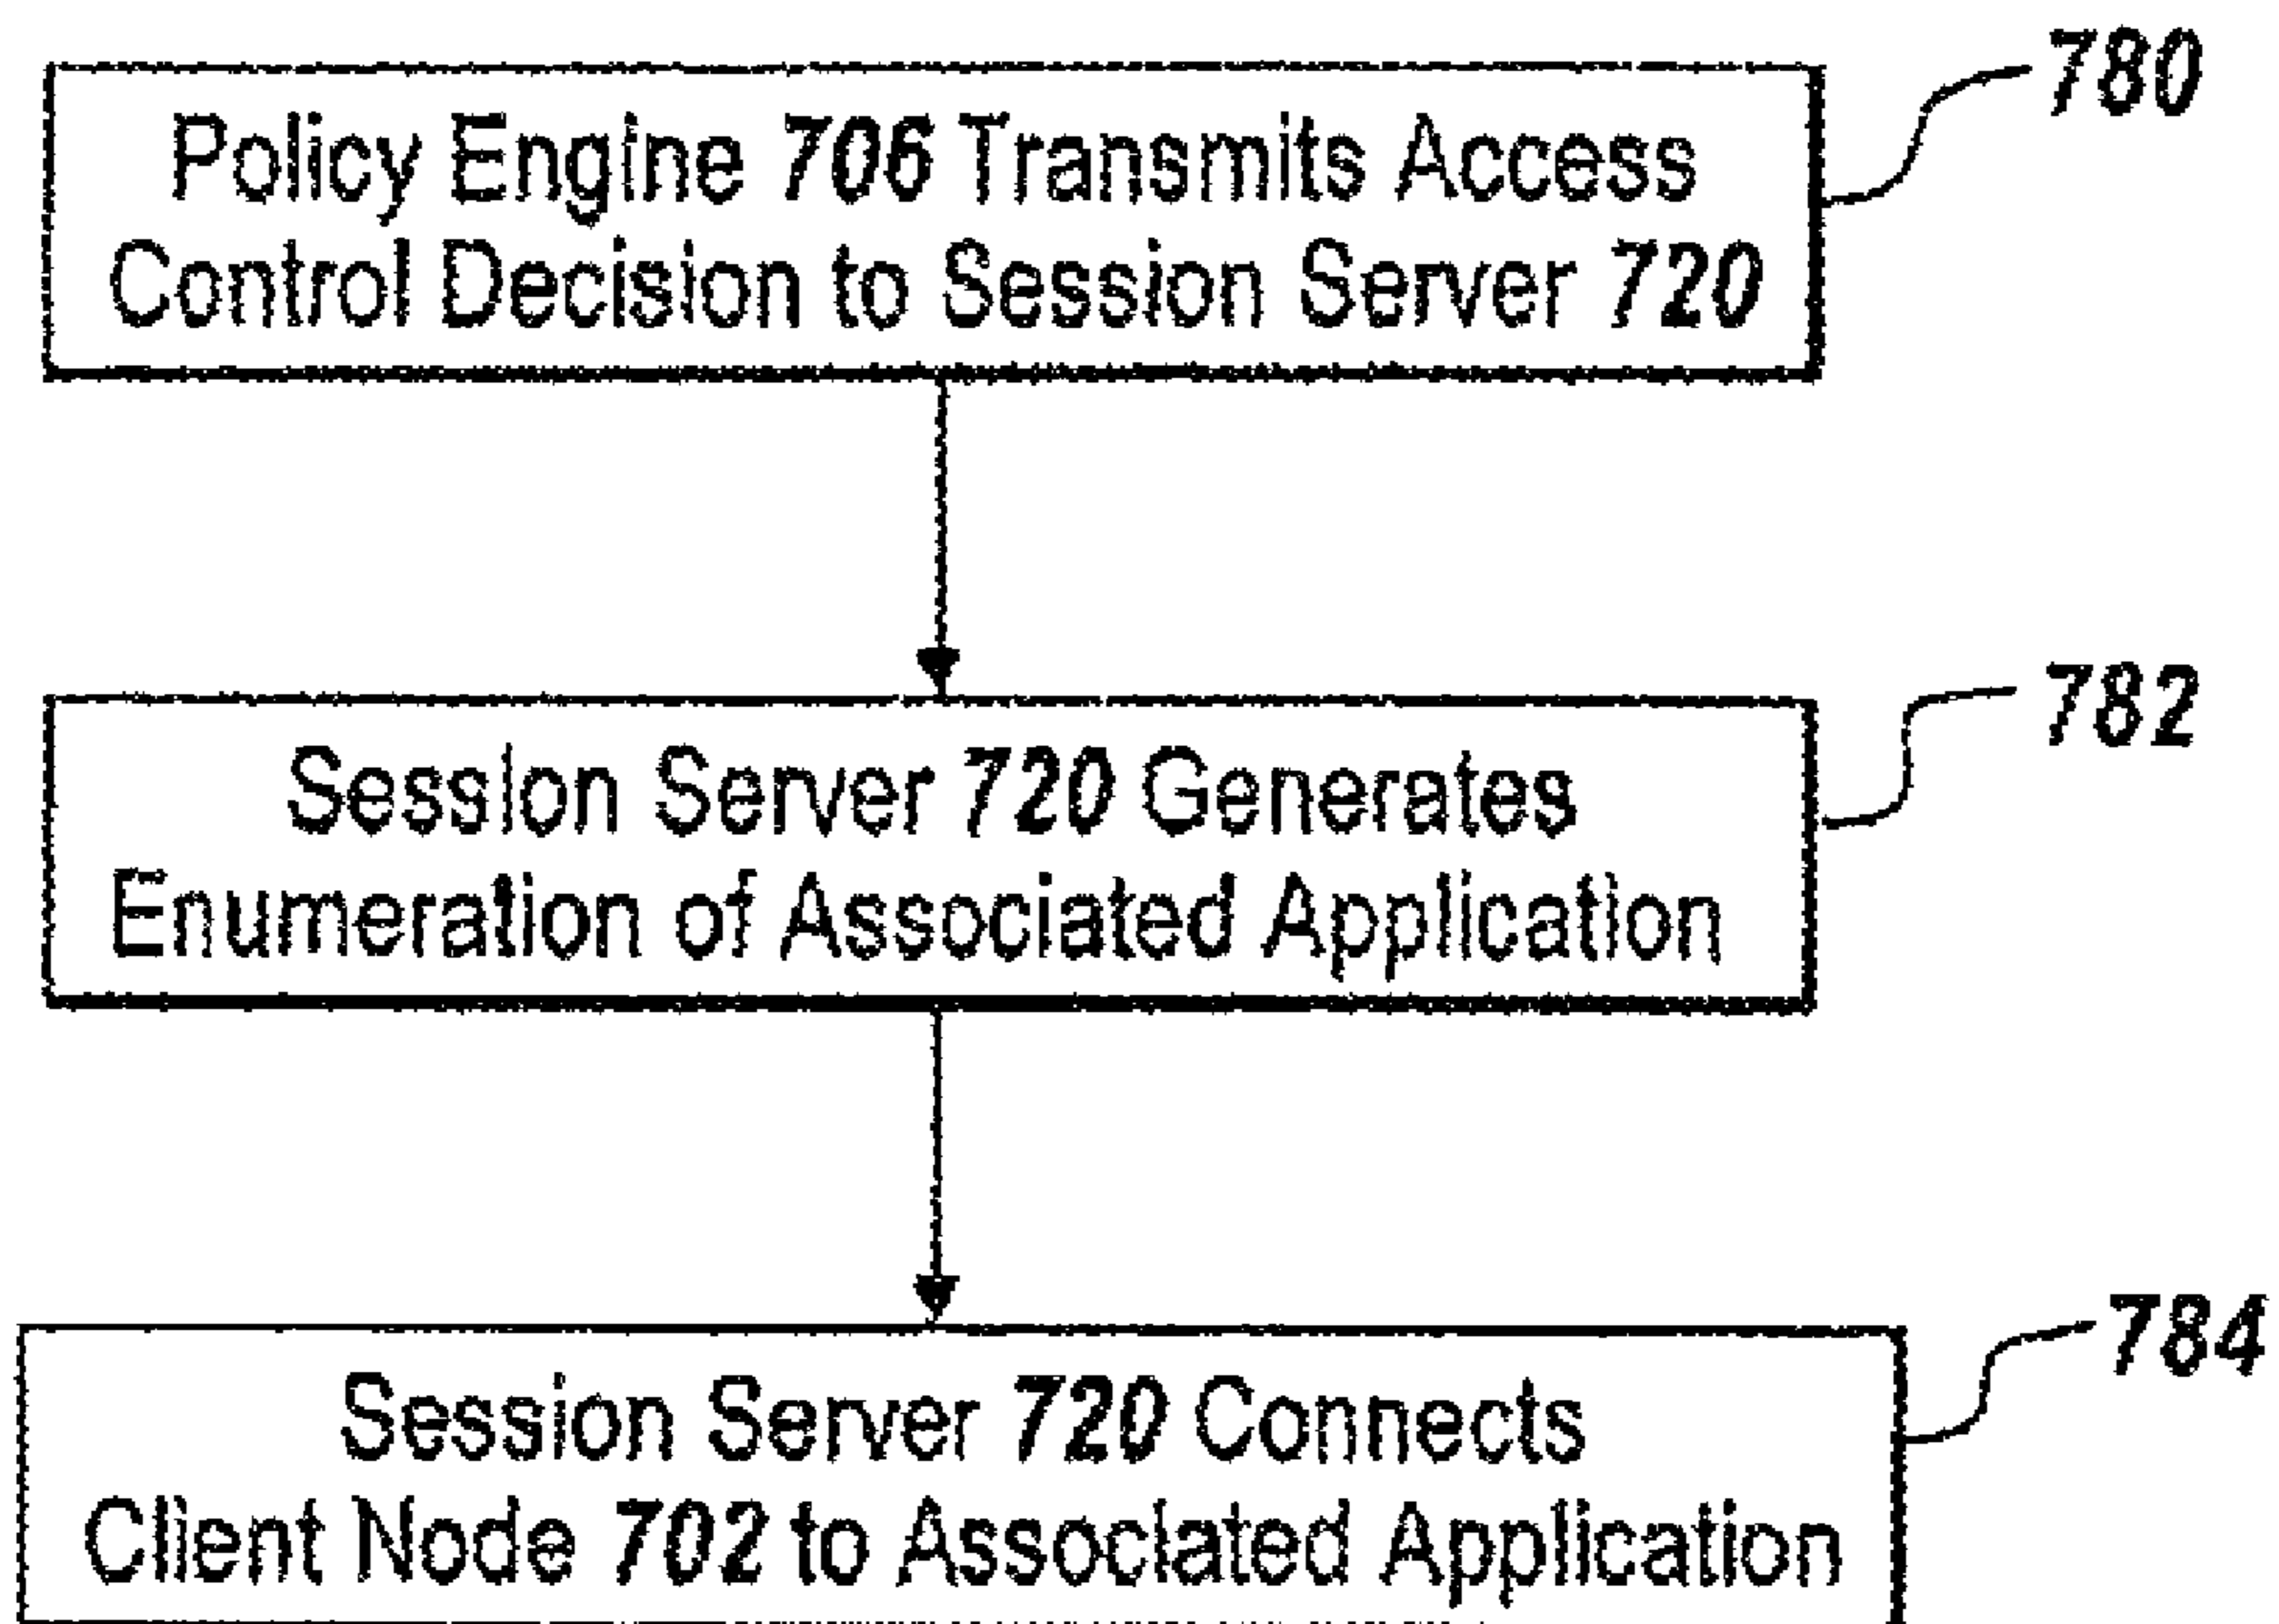 780
Policy Engine 706 Transmits Access
Control Decision to Session Server 720
782
Session Server 720 Generates
Enumeration of Associated Application
784
Session Server 720 Connects
Client Node 702 to Associated Application